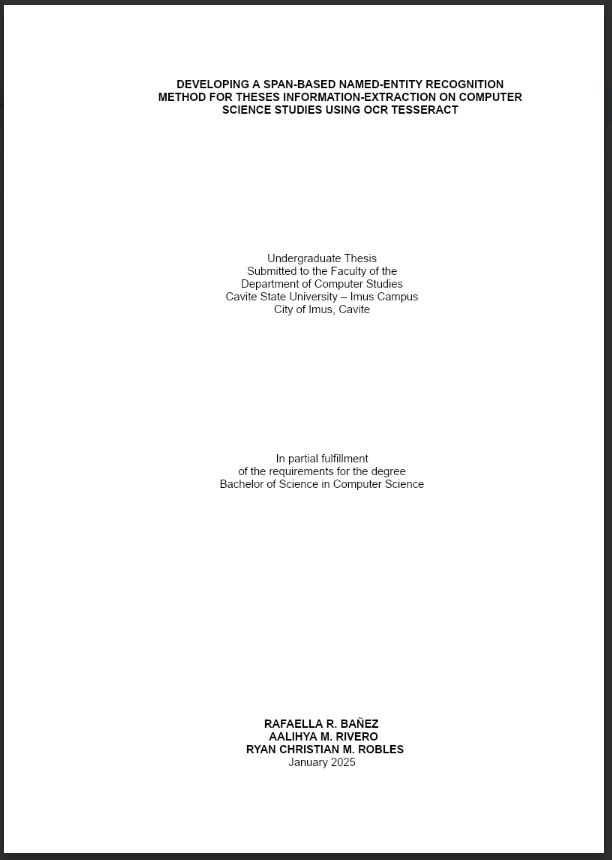 DEVELOPING A SPAN-BASED NAMED-ENTITY RECOGNITION
METHOD FOR THESES INFORMATION-EXTRACTION ON COMPUTER
SCIENCE STUDIES USING OCR TESSERACT
Undergraduate Thesis
Submitted to the Faculty of the
Department of Computer Studies
Cavite State University – Imus Campus
City of Imus, Cavite
In partial fulfillment
of the requirements for the degree
Bachelor of Science in Computer Science
RAFAELLA R. BAÑEZ
AALIHYA M. RIVERO
RYAN CHRISTIAN M. ROBLES
January 2025